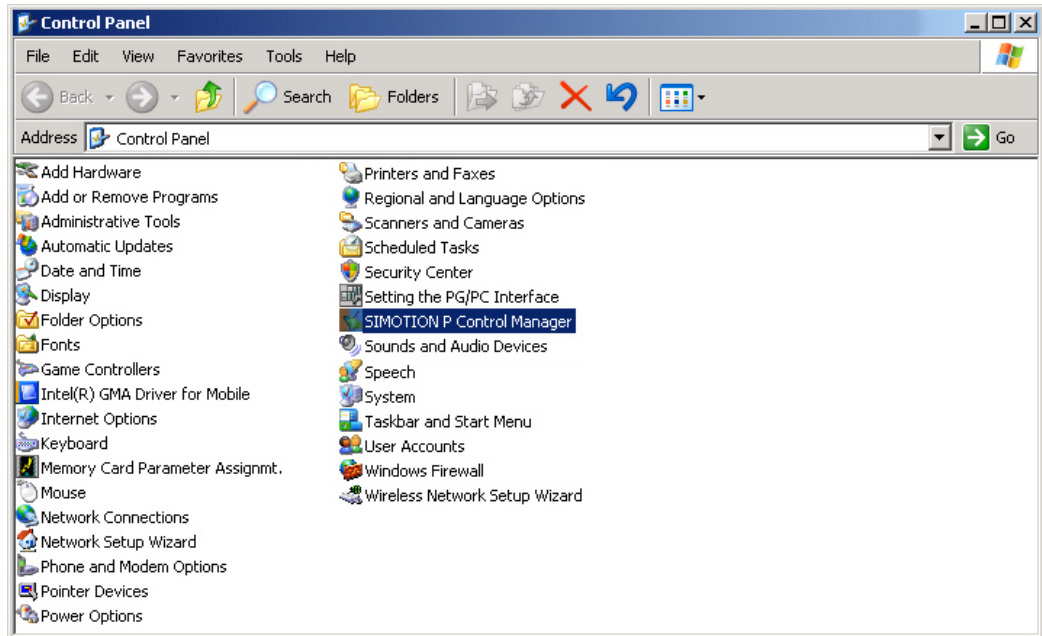 Control Panel
File Edit View Favorites Tools Help
Back Search Folders
Address Control Panel Go
Add Hardware
Add or Remove Programs
Administrative Tools
Automatic Updates
Date and Time
Display
Folder Options
Fonts
Game Controllers
Intel(R) GMA Driver for Mobile
Internet Options
Keyboard
Memory Card Parameter Assignmt.
Mouse
Network Connections
Network Setup Wizard
Phone and Modem Options
Pointer Devices
Power Options
Printers and Faxes
Regional and Language Options
Scanners and Cameras
Scheduled Tasks
Security Center
Setting the PG/PC Interface
SIMOTION P Control Manager
Sounds and Audio Devices
Speech
System
Taskbar and Start Menu
User Accounts
Windows Firewall
Wireless Network Setup Wizard